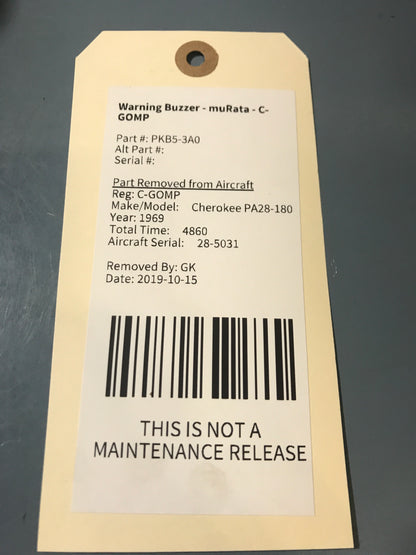 Warning Buzzer - muRata - C-
GOMP
Part #: PKB5-3A0
Alt Part #:
Serial #:
Part Removed from Aircraft
Reg: C-GOMP
Make/Model: Cherokee PA28-180
Year: 1969
Total Time: 4860
Aircraft Serial: 28-5031
Removed By: GK
Date: 2019-10-15
THIS IS NOT A
MAINTENANCE RELEASE